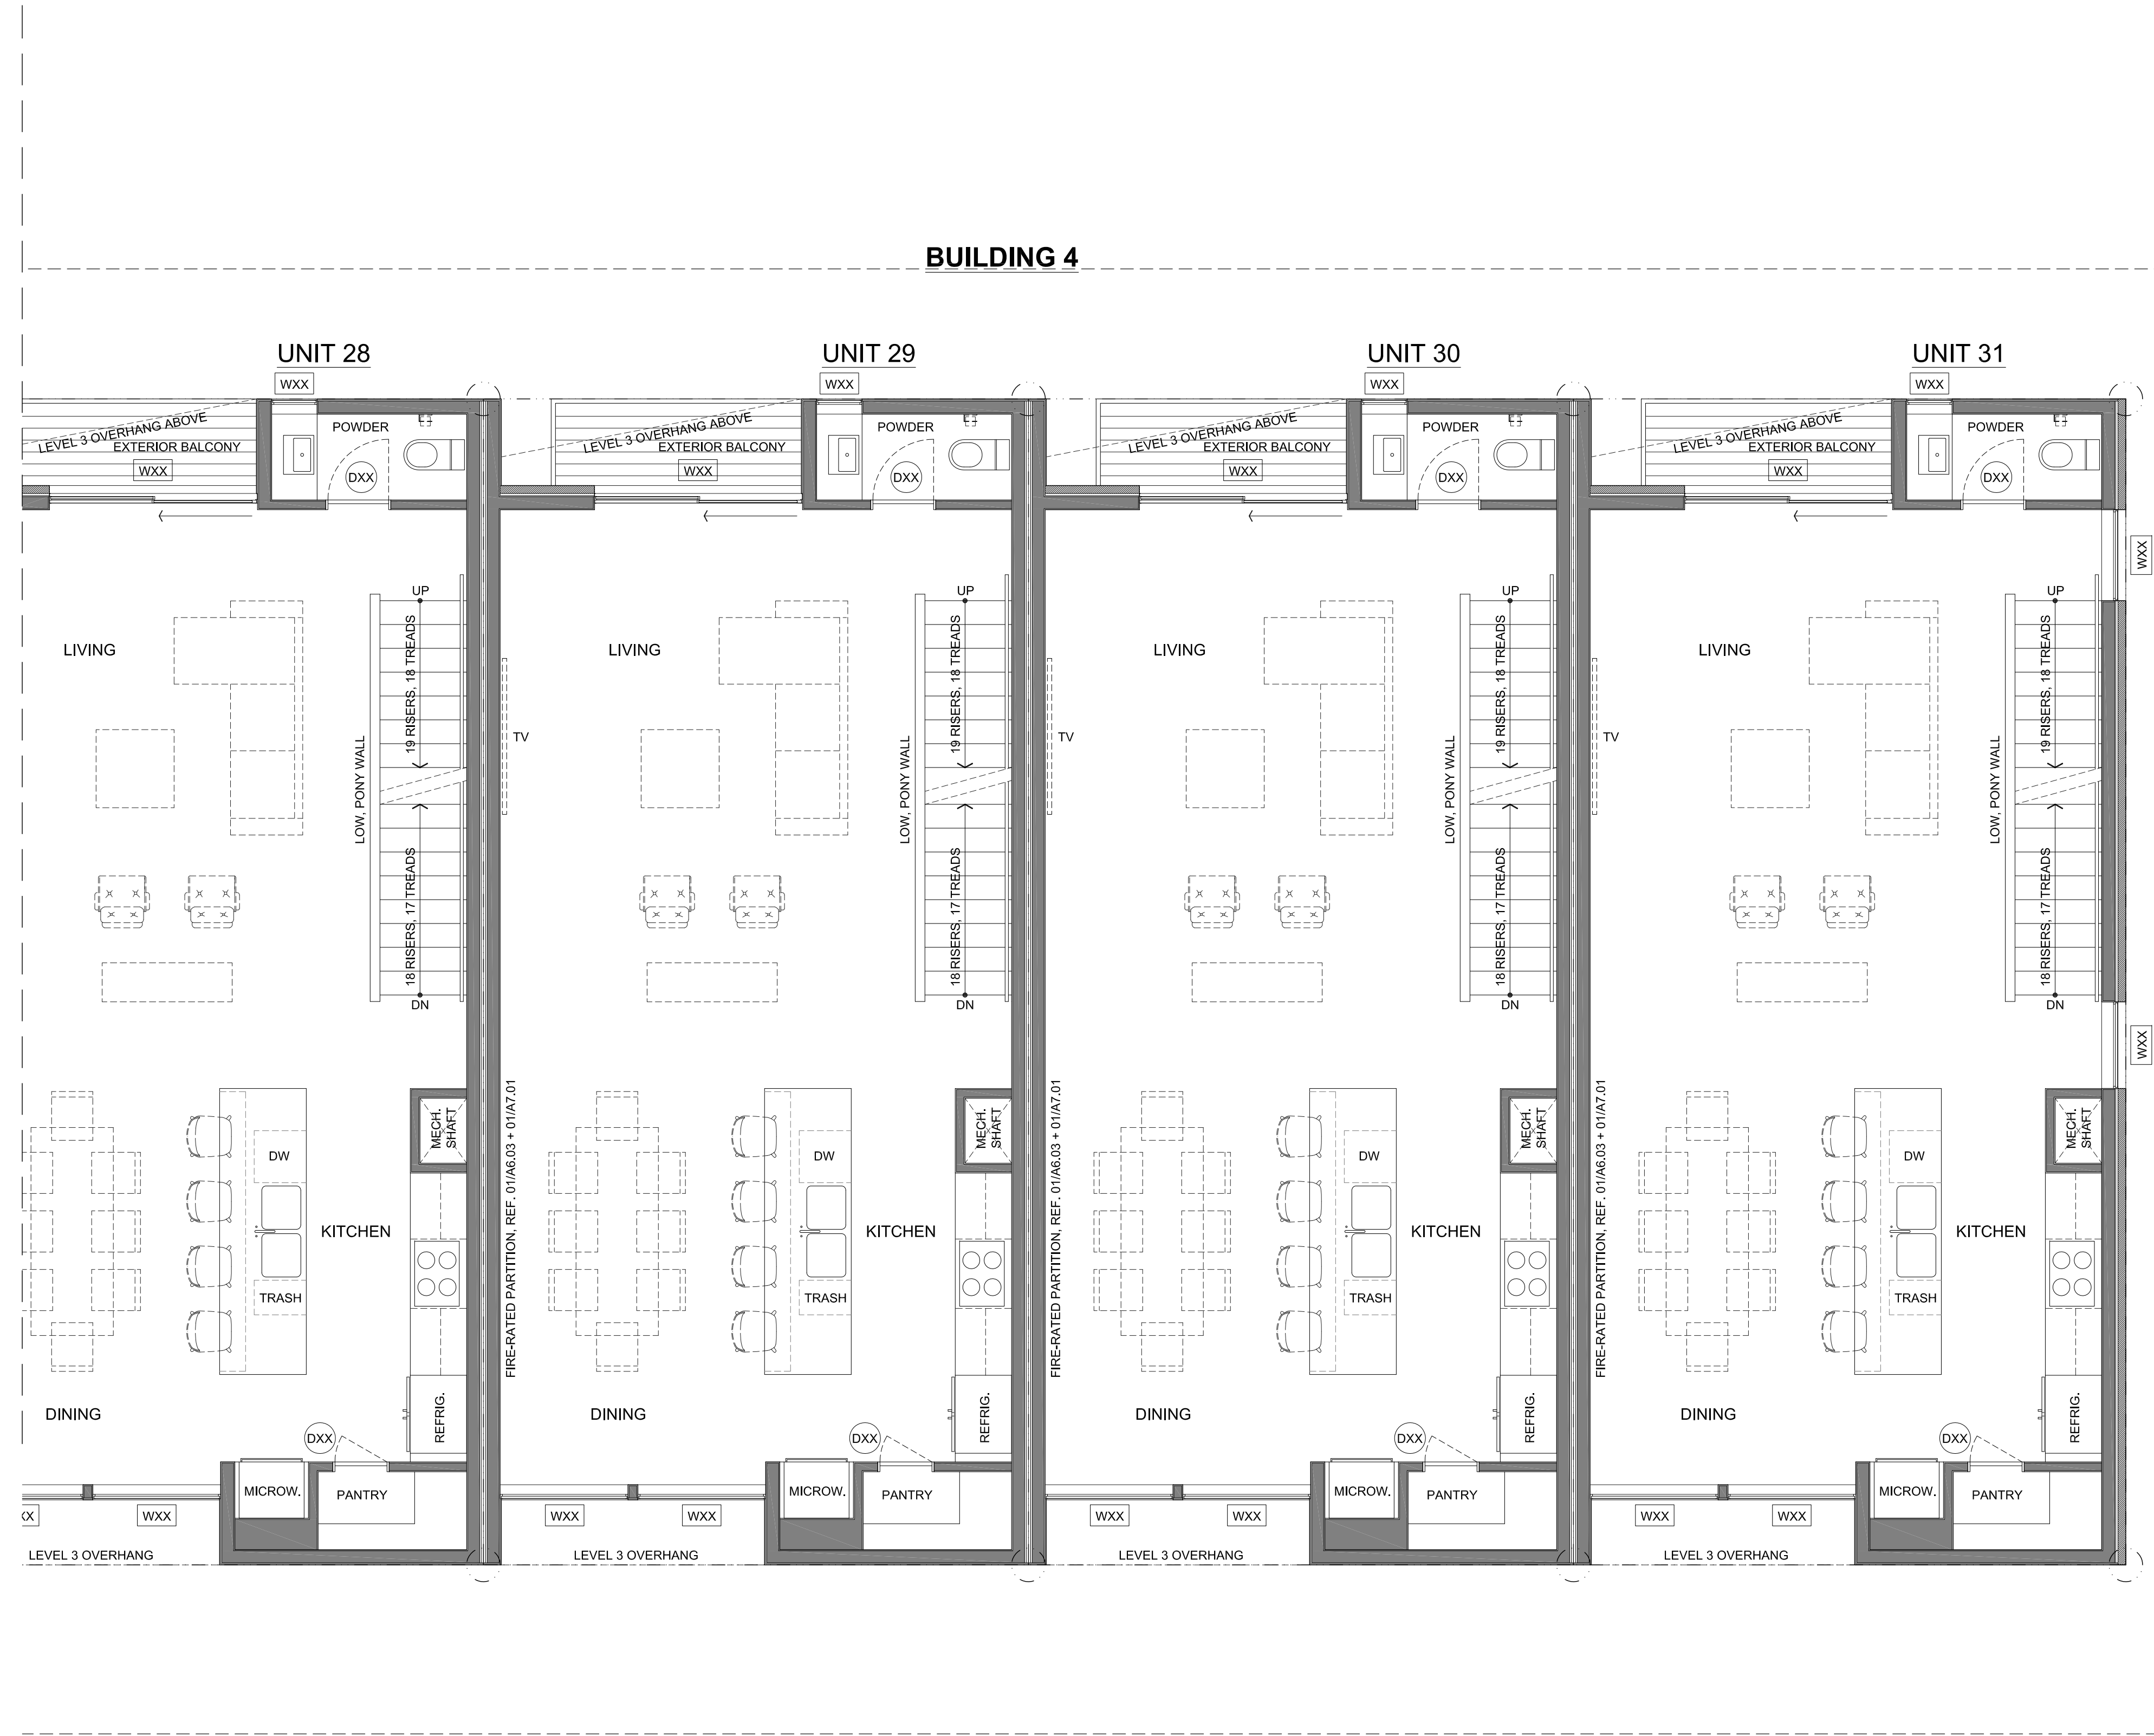 BUILDING 4
UNIT 28
UNIT 29
UNIT 30
UNIT 31
WXX
WXX
WXX
WXX
LEVEL 3 OVERHANG ABOVE
EXTERIOR BALCONY
WXX
POWDER
DXX
LEVEL 3 OVERHANG ABOVE
EXTERIOR BALCONY
WXX
POWDER
DXX
LEVEL 3 OVERHANG ABOVE
EXTERIOR BALCONY
WXX
POWDER
DXX
LEVEL 3 OVERHANG ABOVE
EXTERIOR BALCONY
WXX
POWDER
DXX
WXX
UP
UP
UP
UP
LIVING
19 RISERS, 18 TREADS
LIVING
19 RISERS, 18 TREADS
LIVING
19 RISERS, 18 TREADS
LIVING
19 RISERS, 18 TREADS
TV
TV
TV
LOW, PONY WALL
LOW, PONY WALL
LOW, PONY WALL
LOW, PONY WALL
18 RISERS, 17 TREADS
18 RISERS, 17 TREADS
18 RISERS, 17 TREADS
18 RISERS, 17 TREADS
DN
DN
DN
DN
WXX
MECH.
SHAFT
MECH.
SHAFT
MECH.
SHAFT
MECH.
SHAFT
FIRE-RATED PARTITION, REF. 01/A6.03 + 01/A7.01
FIRE-RATED PARTITION, REF. 01/A6.03 + 01/A7.01
FIRE-RATED PARTITION, REF. 01/A6.03 + 01/A7.01
DW
DW
DW
DW
KITCHEN
KITCHEN
KITCHEN
KITCHEN
TRASH
TRASH
TRASH
TRASH
DINING
REFRIG.
DINING
REFRIG.
DINING
REFRIG.
DINING
REFRIG.
DXX
DXX
DXX
DXX
MICROW.
PANTRY
MICROW.
PANTRY
MICROW.
PANTRY
MICROW.
PANTRY
XX
WXX
WXX
WXX
WXX
WXX
WXX
WXX
LEVEL 3 OVERHANG
LEVEL 3 OVERHANG
LEVEL 3 OVERHANG
LEVEL 3 OVERHANG